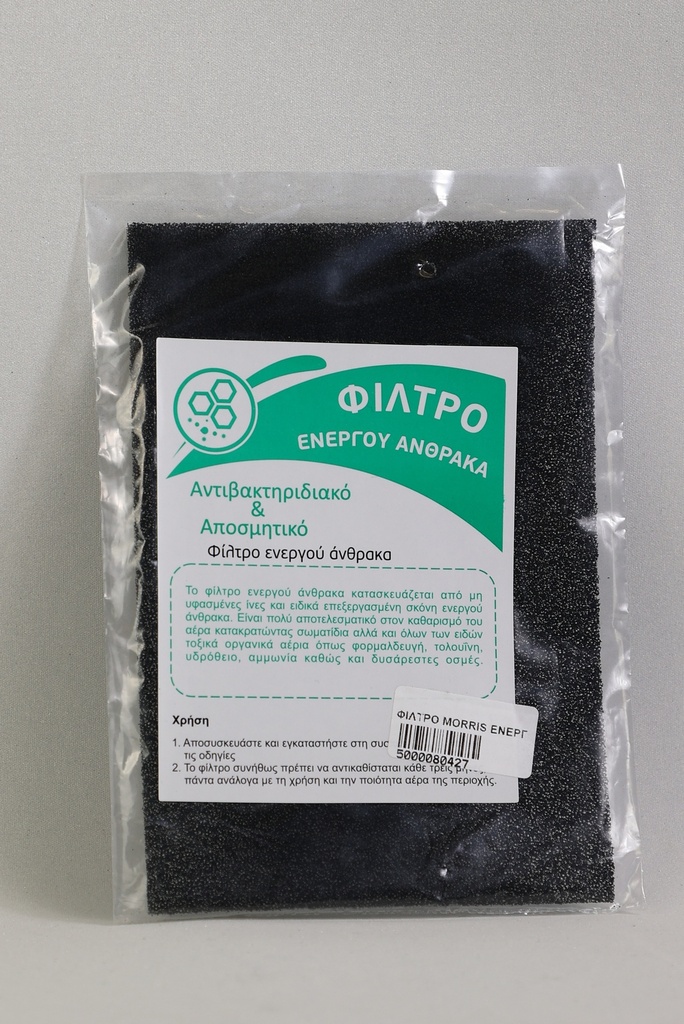 ΦΙΛΤΡΟ
ΕΝΕΡΓΟΥ ΑΝΘΡΑΚΑ
Αντιβακτηριδιακό
&
Αποσμητικό
Φίλτρο ενεργού άνθρακα
Το φίλτρο ενεργού άνθρακα κατασκευάζεται από μη
υφασμένες ίνες και ειδικά επεξεργασμένη σκόνη ενεργού
άνθρακα. Είναι πολύ αποτελεσματικό στον καθαρισμό του
αέρα κατακρατώντας σωματίδια αλλά και όλων των ειδών
τοξικά οργανικά αέρια όπως φορμαλδευγή, τολουΐνη,
υδρόθειο, αμμωνία καθώς και δυσάρεστες οσμές.
Χρήση
1. Αποσυσκευάστε και εγκαταστήστε στη
τις οδηγίες
2. Το φίλτρο συνήθως πρέπει να αντικαθίσταται κάθε τρεις
πάντα ανάλογα με τη χρήση και την ποιότητα αέρα της περιοχής.
ΦΙΛΤΡΟ MORRIS ΕΝΕΡΓ
5000080427